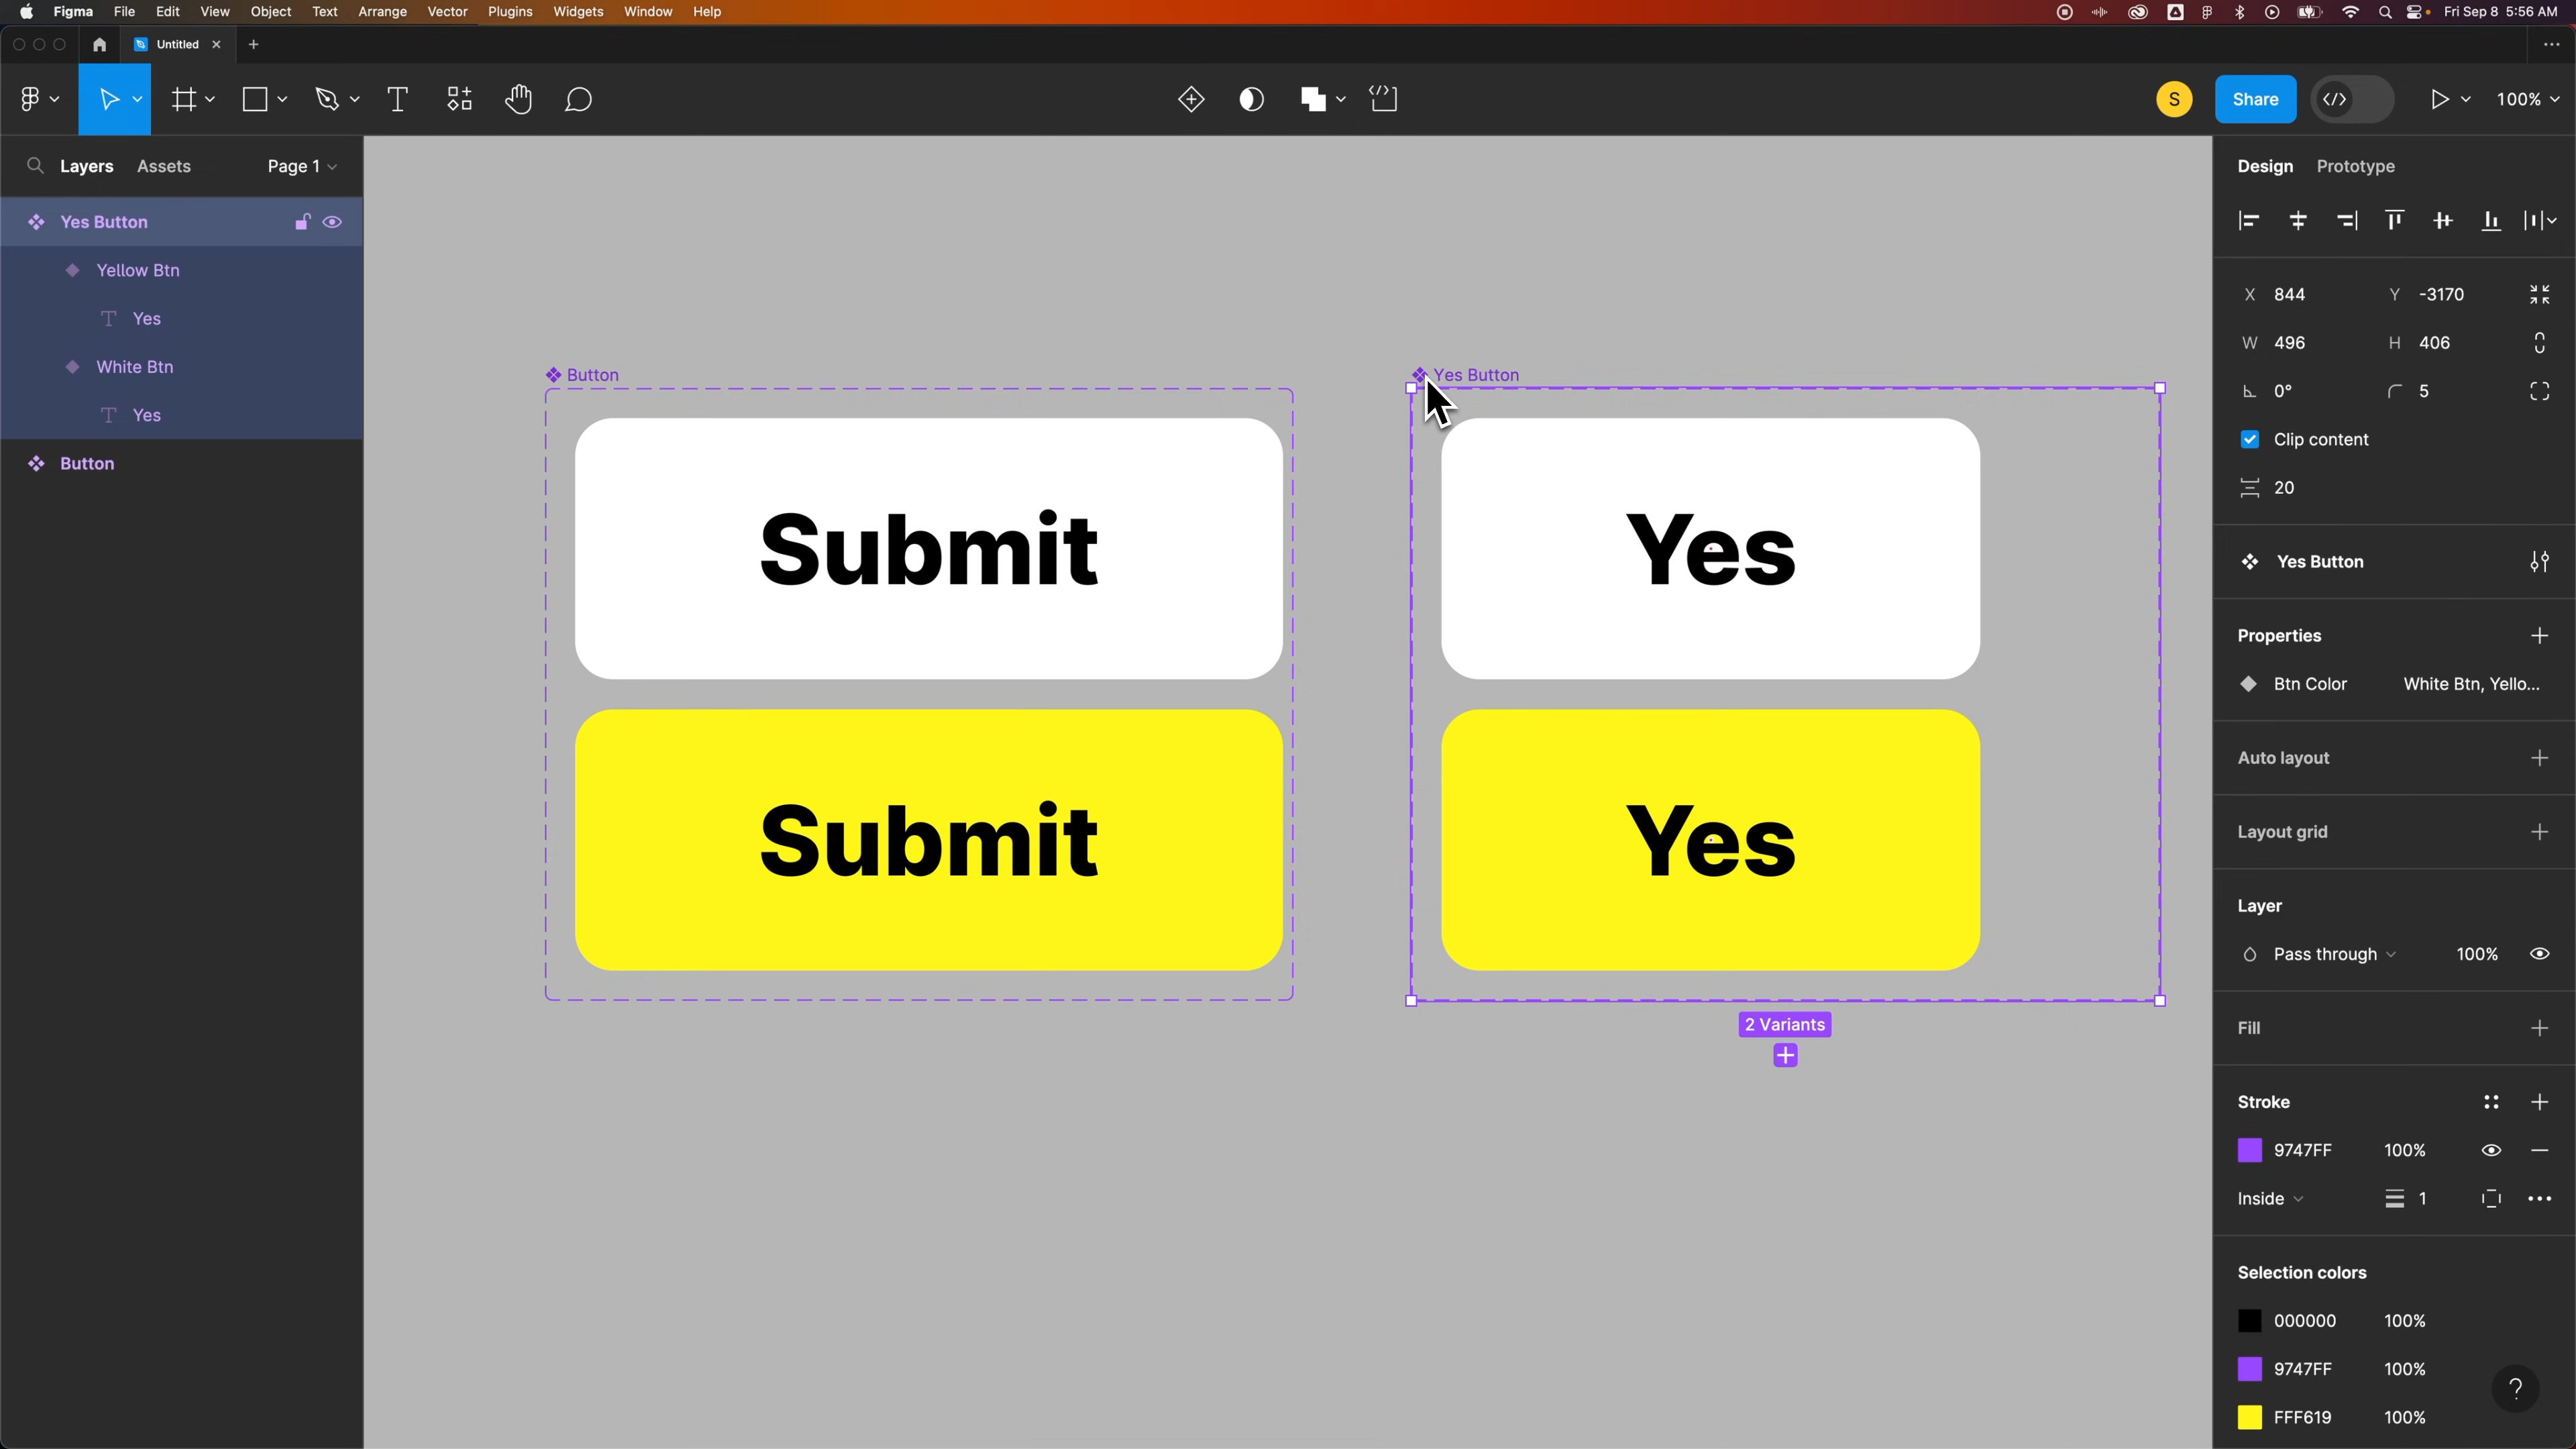 Figma File Edit View Object Text Arrange Vector Plugins Widgets Window Help Fri Sep 8 5:56 AM
Untitled
S Share 100%
Layers Assets Page 1
Design Prototype
Yes Button
Yellow Btn
Yes
White Btn
Yes
Button
Button
Submit
Submit
Yes Button
Yes
Yes
2 Variants
X 844 Y -3170
W 496 H 406
0° 5
Clip content
20
Yes Button
Properties
Btn Color White Btn, Yello...
Auto layout
Layout grid
Layer
Pass through 100%
Fill
Stroke
9747FF 100%
Inside 1
Selection colors
000000 100%
9747FF 100%
FFF619 100%
?